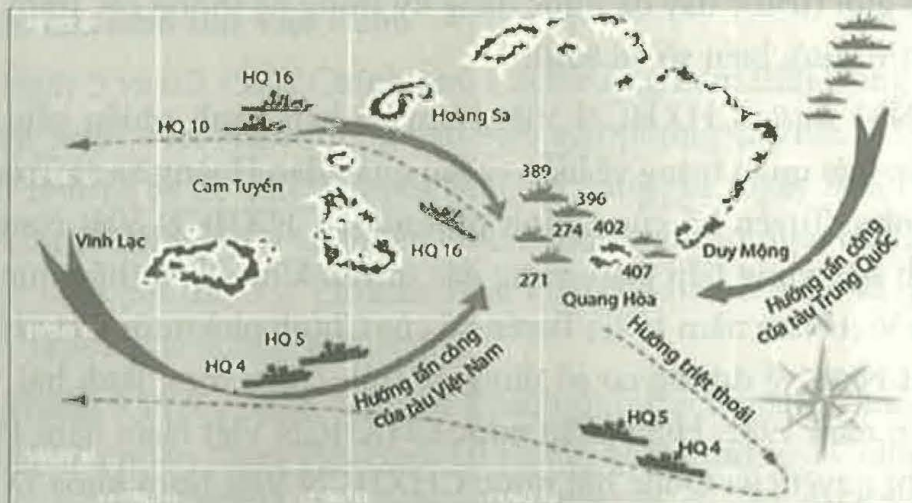 HQ 16
HQ 10
Hoàng Sa
Cam Tuyền
389
396
274
402
HQ 16
Vinh Lạc
271
407
Duy Mộng
Quang Hòa
HQ 5
HQ 4
Hướng tấn công
của tàu Việt Nam
Hướng tấn công
của tàu Trung Quốc
Hướng triệt thoái
HQ 5
HQ 4